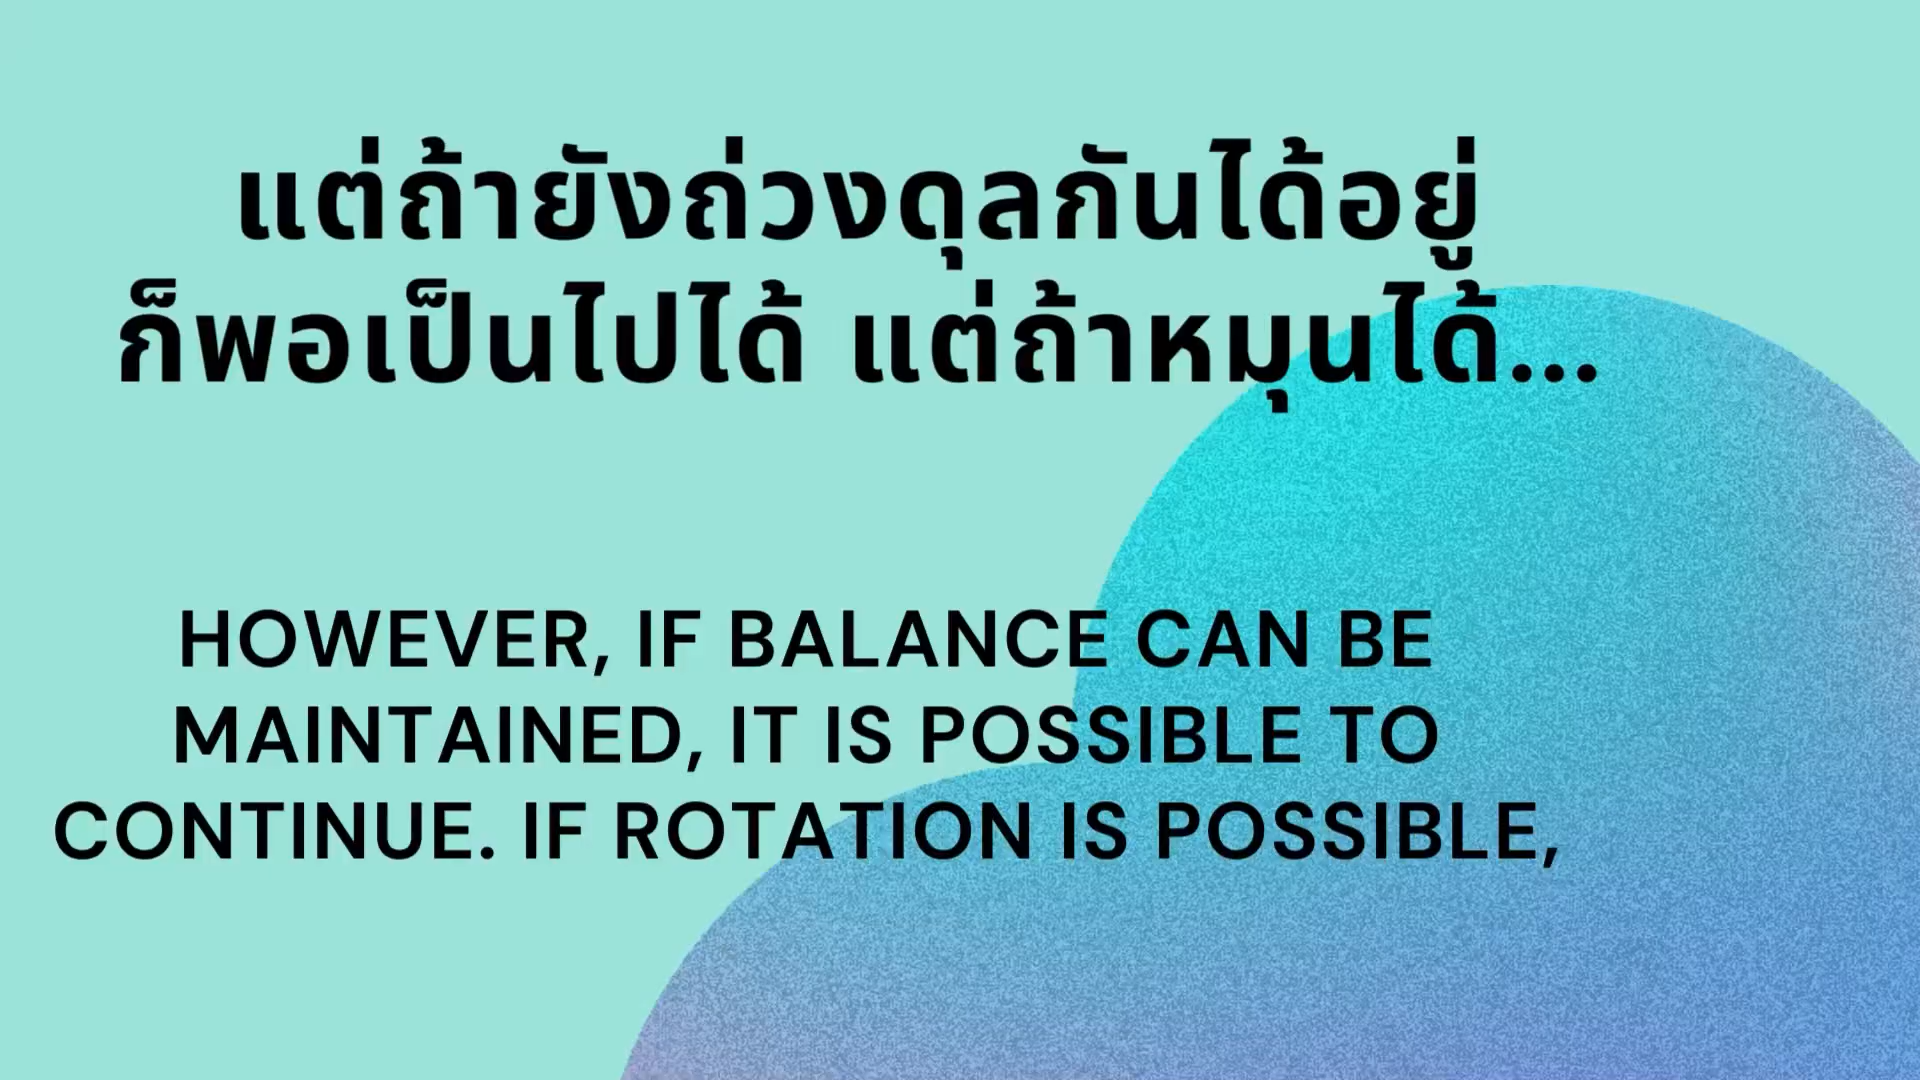 แต่ถ้ายังถ่วงดุลกันได้อยู่
ก็พอเป็นไปได้ แต่ถ้าหมุนได้...
HOWEVER, IF BALANCE CAN BE
MAINTAINED, IT IS POSSIBLE TO
CONTINUE. IF ROTATION IS POSSIBLE,